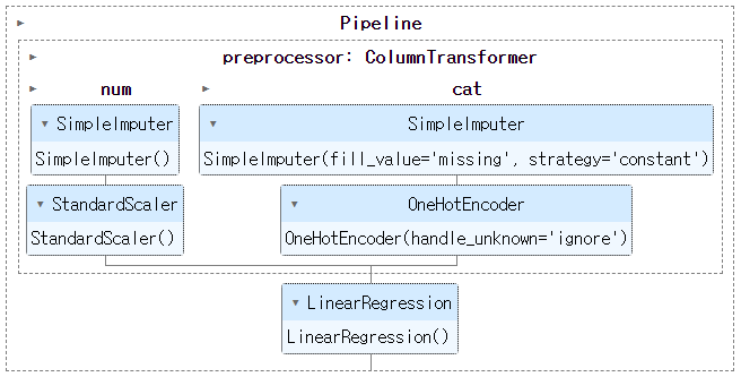 Pipeline
preprocessor: ColumnTransformer
num
cat
SimpleImputer
SimpleImputer()
SimpleImputer
SimpleImputer(fill_value='missing', strategy='constant')
StandardScaler
StandardScaler()
OneHotEncoder
OneHotEncoder(handle_unknown='ignore')
LinearRegression
LinearRegression()